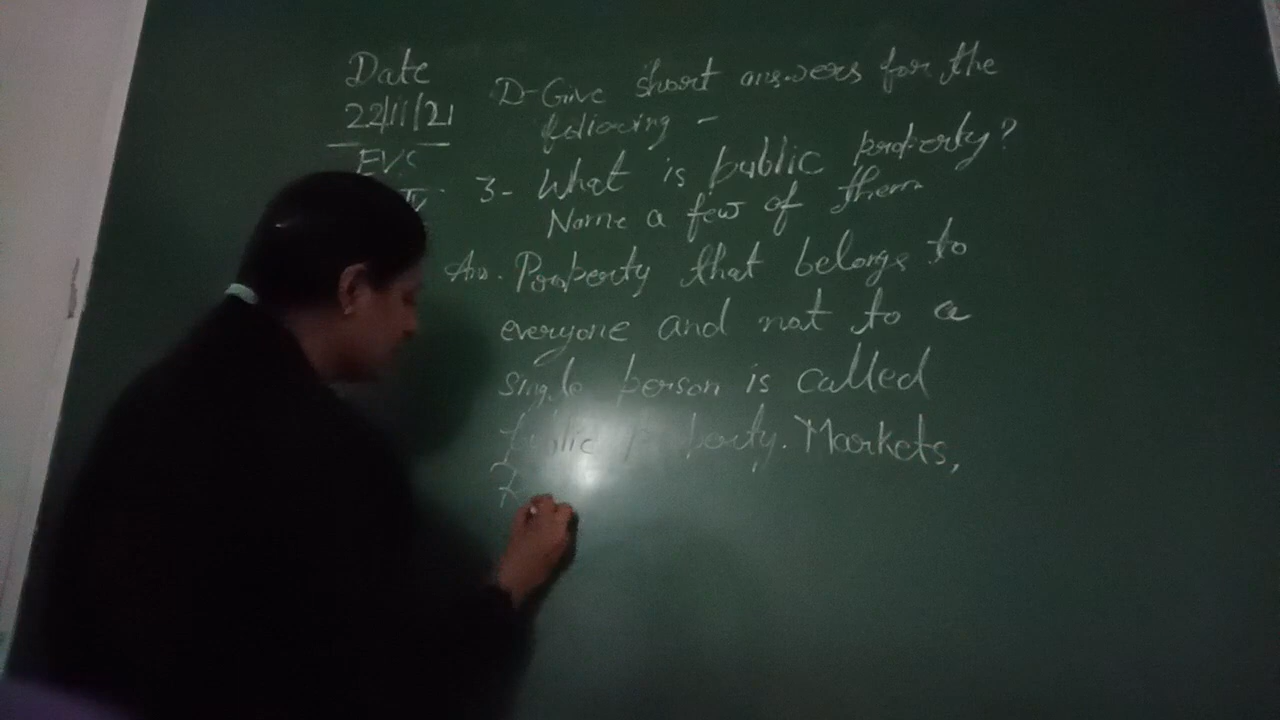 Date
22/11/21
EVS
D-Give short answers for the
following -
3- What is public property?
Name a few of them
Ans. Property that belongs to
everyone and not to a
single person is called
public property. Markets,